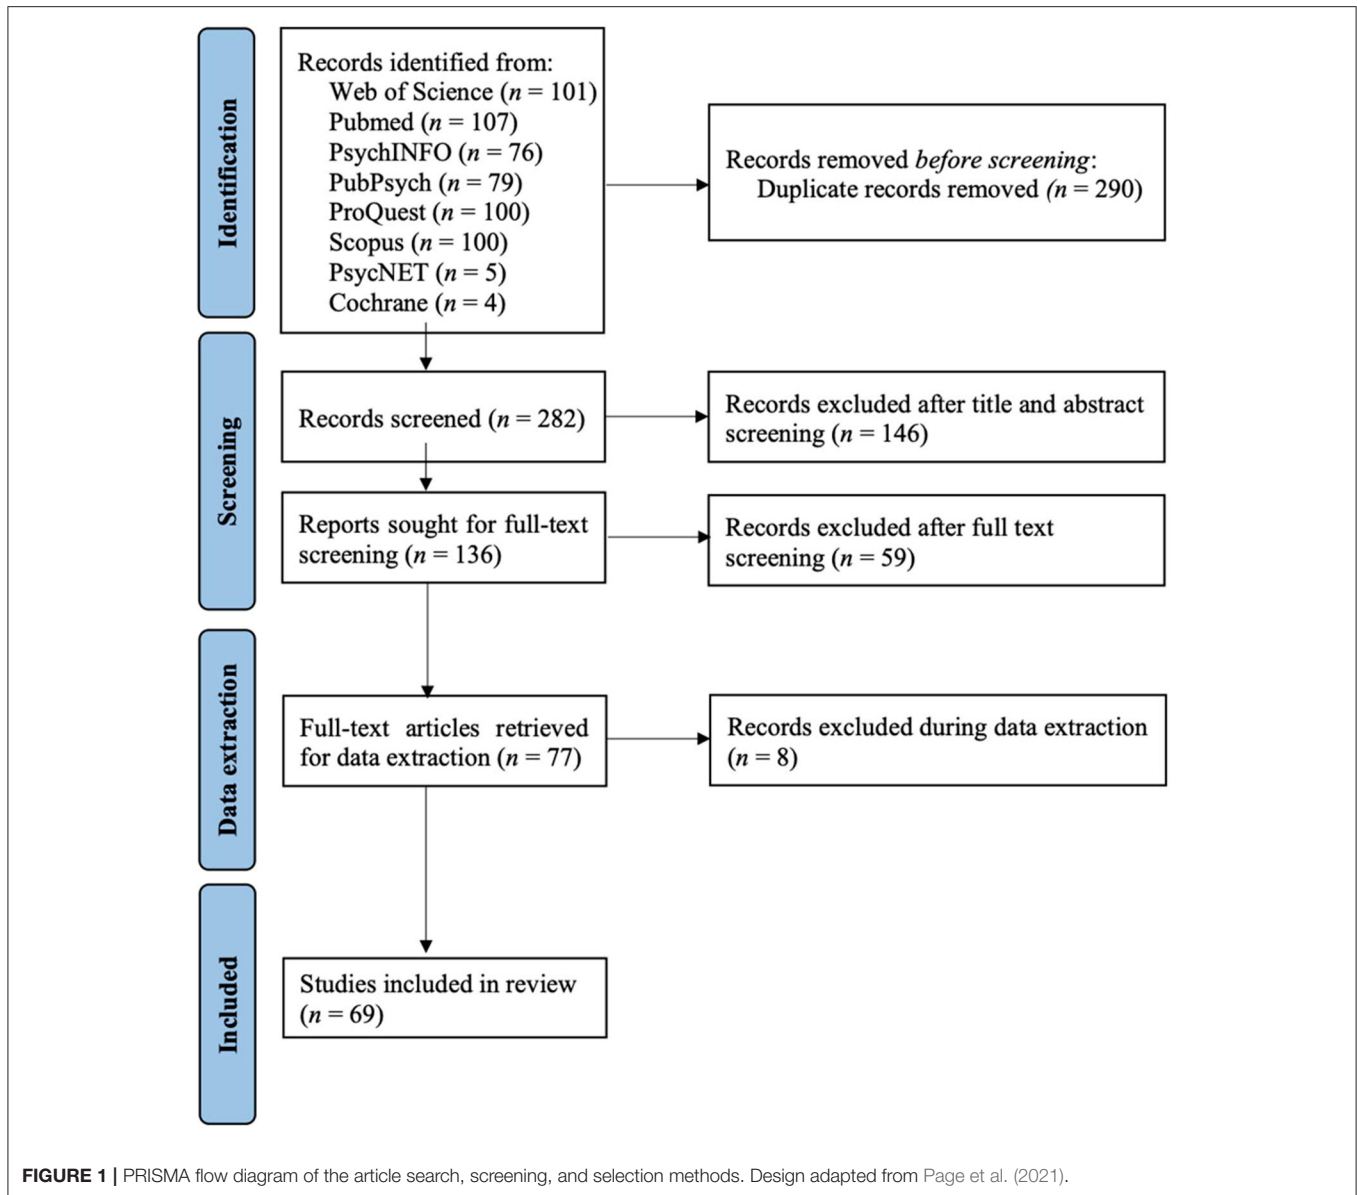 Identification
Records identified from:
Web of Science (n = 101)
Pubmed (n = 107)
PsychINFO (n = 76)
PubPsych (n = 79)
ProQuest (n = 100)
Scopus (n = 100)
PsycNET (n = 5)
Cochrane (n = 4)
Records removed before screening:
Duplicate records removed (n = 290)
Screening
Records screened (n = 282)
Records excluded after title and abstract
screening (n = 146)
Reports sought for full-text
screening (n = 136)
Records excluded after full text
screening (n = 59)
Data extraction
Full-text articles retrieved
for data extraction (n = 77)
Records excluded during data extraction
(n = 8)
Included
Studies included in review
(n = 69)
FIGURE 1 | PRISMA flow diagram of the article search, screening, and selection methods. Design adapted from Page et al. (2021).